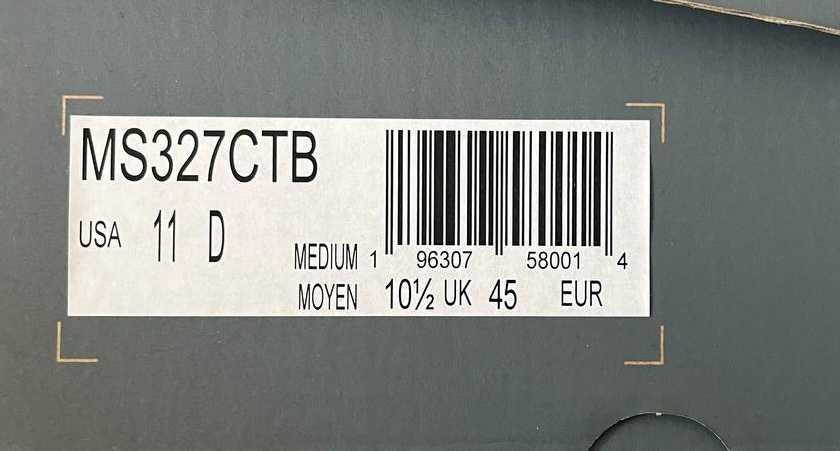 MS327CTB
USA 11 D
MEDIUM 1 96307 58001 4
MOYEN 10½ UK 45 EUR